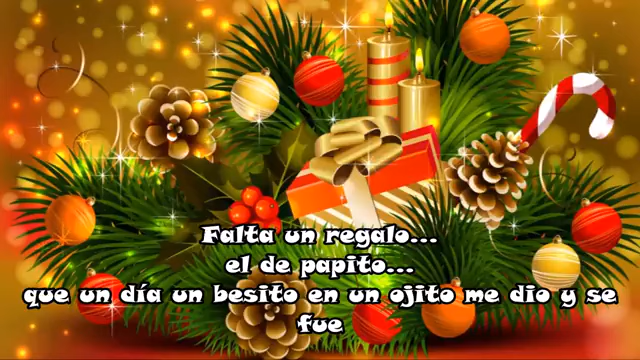 Falta un regalo...
el de papito...
que un día un besito en un ojito me dio y se
fue